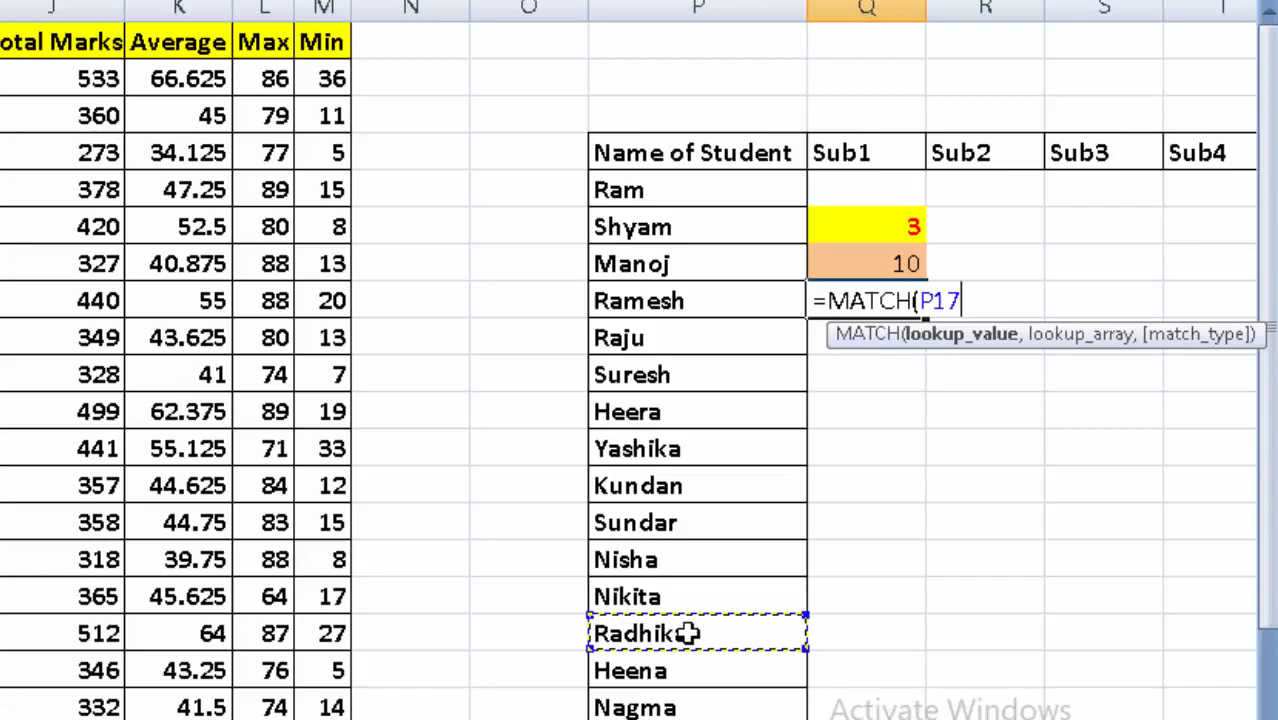 J K L M N O P Q R S T
otal Marks Average Max Min
533 66.625 86 36
360 45 79 11
273 34.125 77 5 Name of Student Sub1 Sub2 Sub3 Sub4
378 47.25 89 15 Ram
420 52.5 80 8 Shyam 3
327 40.875 88 13 Manoj 10
440 55 88 20 Ramesh =MATCH(P17
MATCH(lookup_value, lookup_array, [match_type])
349 43.625 80 13 Raju
328 41 74 7 Suresh
499 62.375 89 19 Heera
441 55.125 71 33 Yashika
357 44.625 84 12 Kundan
358 44.75 83 15 Sundar
318 39.75 88 8 Nisha
365 45.625 64 17 Nikita
512 64 87 27 Radhik
346 43.25 76 5 Heena
332 41.5 74 14 Nagma
Activate Windows